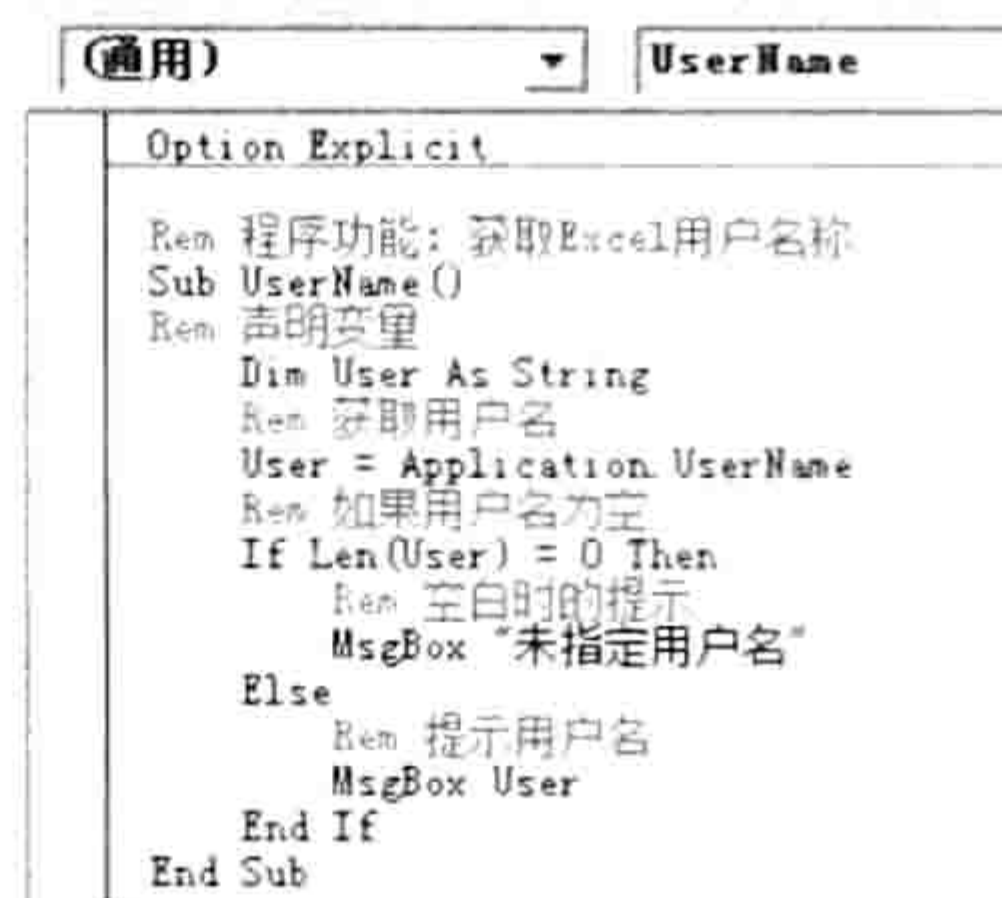 (通用) UserName
Option Explicit
Rem 程序功能：获取Excel用户名称
Sub UserName()
Rem 声明变量
Dim User As String
Rem 获取用户名
User = Application.UserName
Rem 如果用户名为空
If Len(User) = 0 Then
Rem 空白时的提示
MsgBox "未指定用户名"
Else
Rem 提示用户名
MsgBox User
End If
End Sub